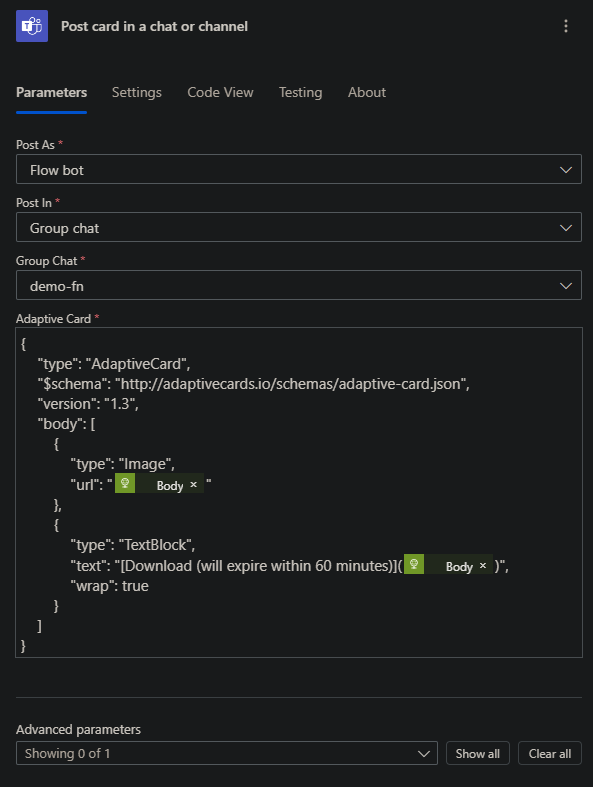 Post card in a chat or channel
Parameters Settings Code View Testing About
Post As *
Flow bot
Post In *
Group chat
Group Chat *
demo-fn
Adaptive Card *
{
"type": "AdaptiveCard",
"$schema": "http://adaptivecards.io/schemas/adaptive-card.json",
"version": "1.3",
"body": [
{
"type": "Image",
"url": " Body × "
},
{
"type": "TextBlock",
"text": "[Download (will expire within 60 minutes)]( Body × )",
"wrap": true
}
]
}
Advanced parameters
Showing 0 of 1 Show all Clear all